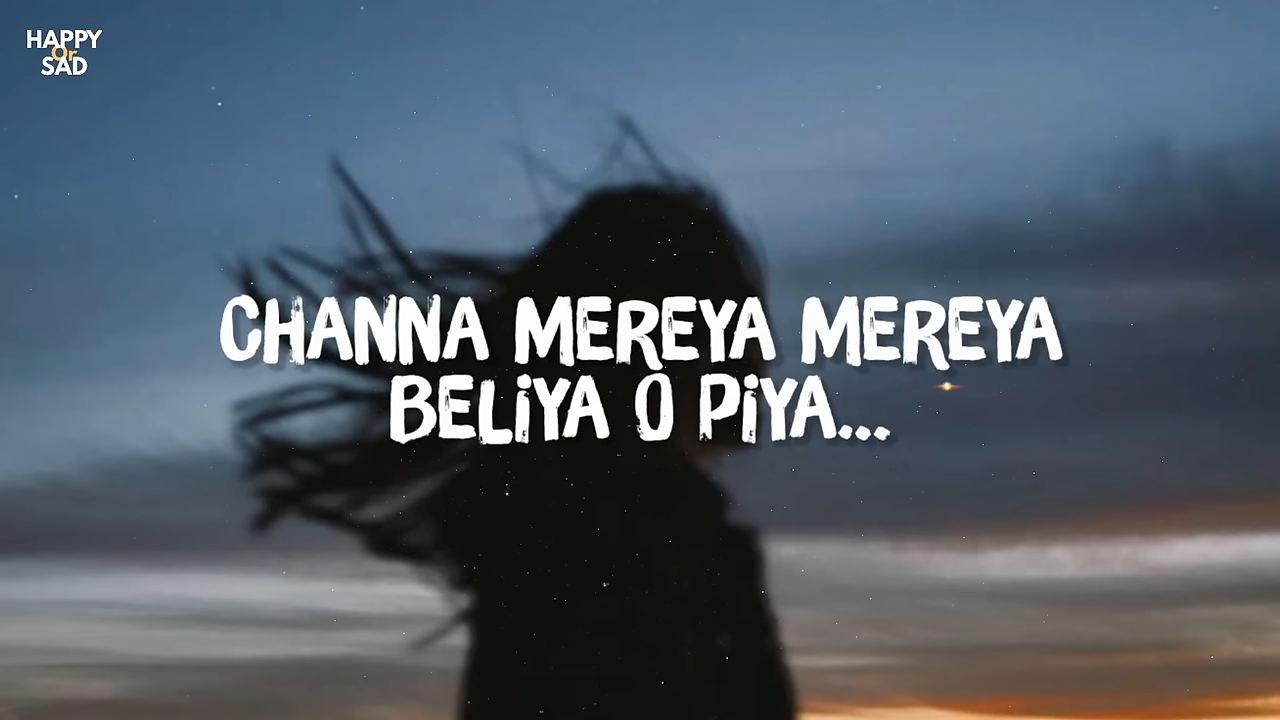 HAPPY
Or
SAD
CHANNA MEREYA MEREYA
BELiYA O PiYA...